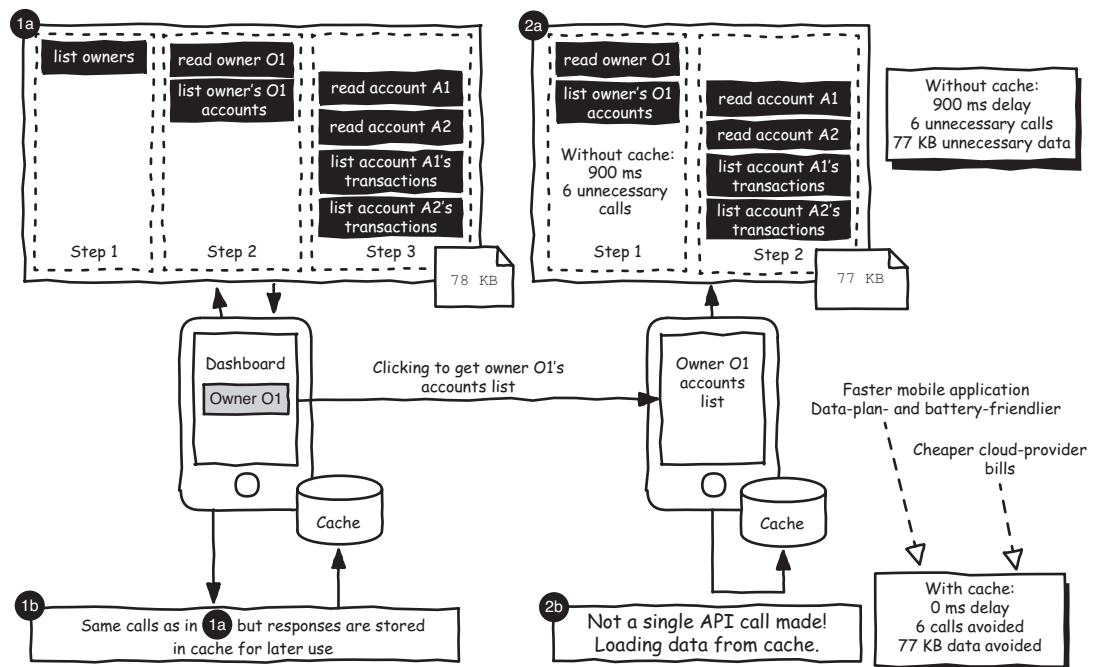 1a
list owners
read owner O1
list owner's O1
accounts
read account A1
read account A2
list account A1's
transactions
list account A2's
transactions
Step 1
Step 2
Step 3
78 KB
2a
read owner O1
list owner's O1
accounts
Without cache:
900 ms
6 unnecessary
calls
read account A1
read account A2
list account A1's
transactions
list account A2's
transactions
Step 1
Step 2
77 KB
Without cache:
900 ms delay
6 unnecessary calls
77 KB unnecessary data
Dashboard
Owner O1
Clicking to get owner O1's
accounts list
Owner O1
accounts
list
Faster mobile application
Data-plan- and battery-friendlier
Cheaper cloud-provider
bills
Cache
Cache
1b
Same calls as in 1a but responses are stored
in cache for later use
2b
Not a single API call made!
Loading data from cache.
With cache:
0 ms delay
6 calls avoided
77 KB data avoided